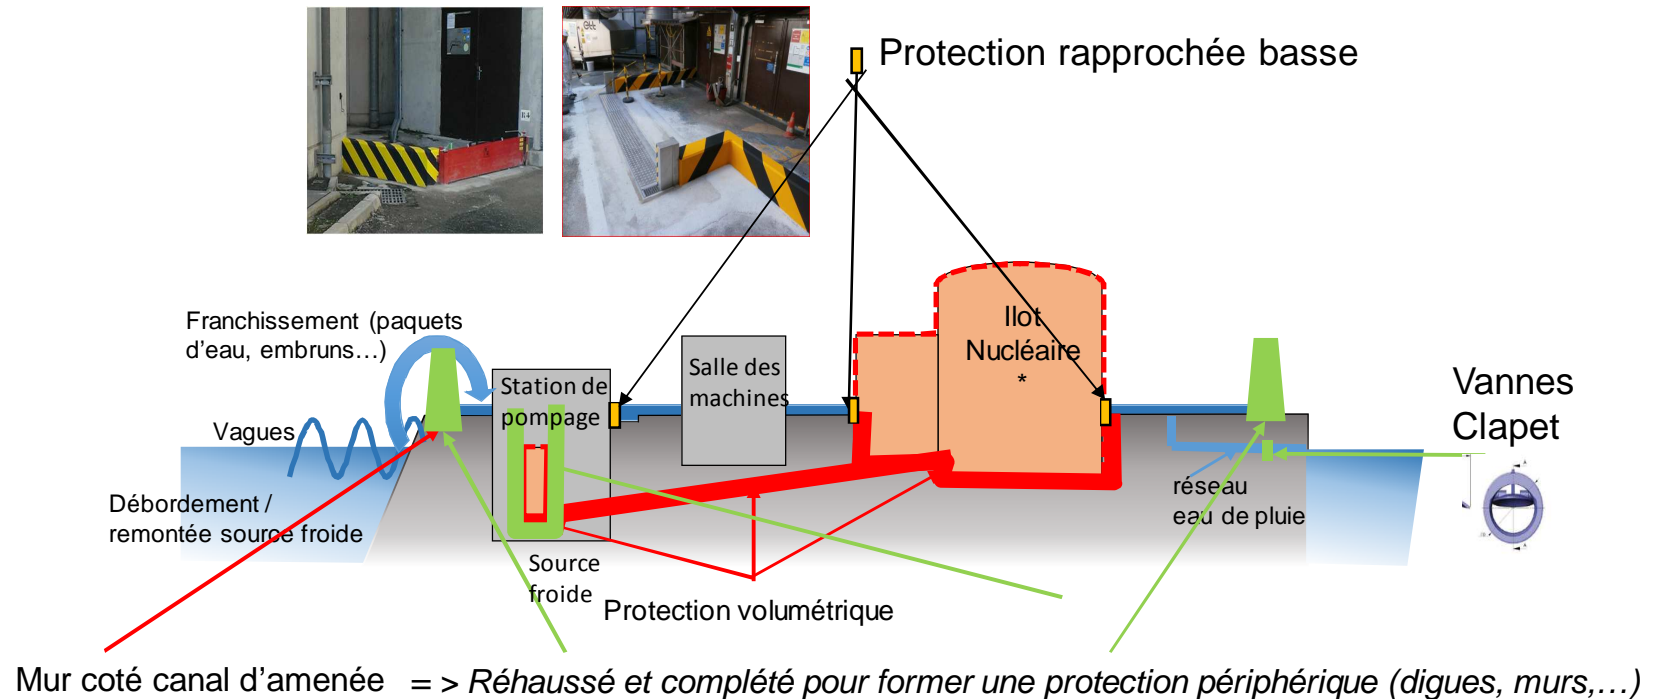 Protection rapprochée basse
Franchissement (paquets
d'eau, embruns…)
Ilot
Nucléaire
*
Salle des
machines
Station de
pompage
Vannes
Clapet
Vagues
Débordement /
remontée source froide
réseau
eau de pluie
Source
froide
Protection volumétrique
Mur coté canal d'amenée = > Réhaussé et complété pour former une protection périphérique (digues, murs,…)